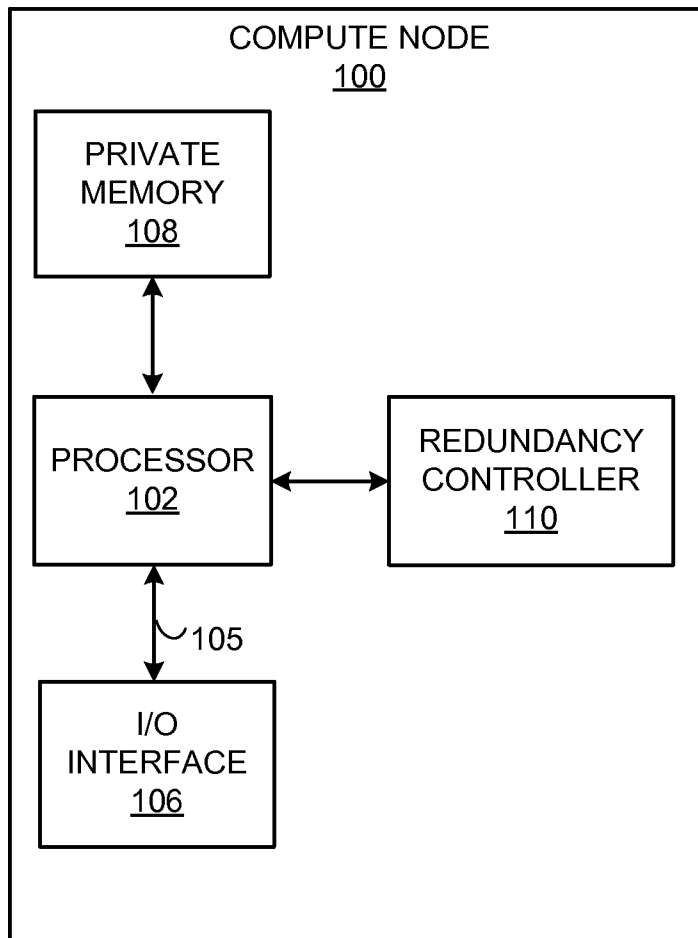 COMPUTE NODE
100
PRIVATE
MEMORY
108
PROCESSOR
102
REDUNDANCY
CONTROLLER
110
105
I/O
INTERFACE
106